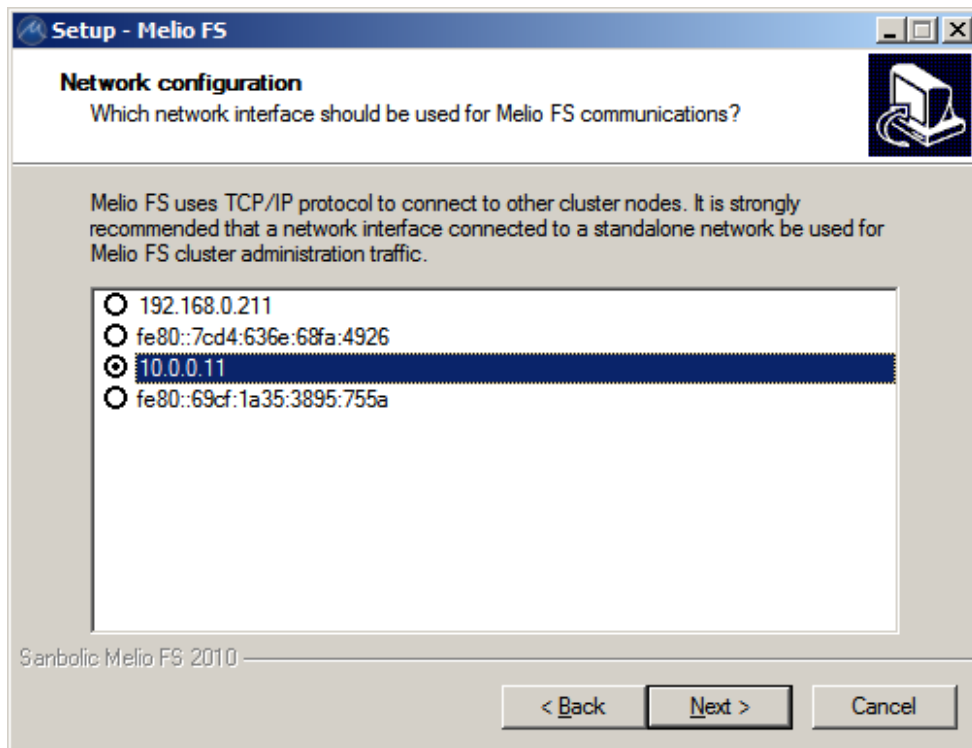 Setup - Melio FS
Network configuration
Which network interface should be used for Melio FS communications?
Melio FS uses TCP/IP protocol to connect to other cluster nodes. It is strongly
recommended that a network interface connected to a standalone network be used for
Melio FS cluster administration traffic.
192.168.0.211
fe80::7cd4:636e:68fa:4926
10.0.0.11
fe80::69cf:1a35:3895:755a
Sanbolic Melio FS 2010
< Back
Next >
Cancel